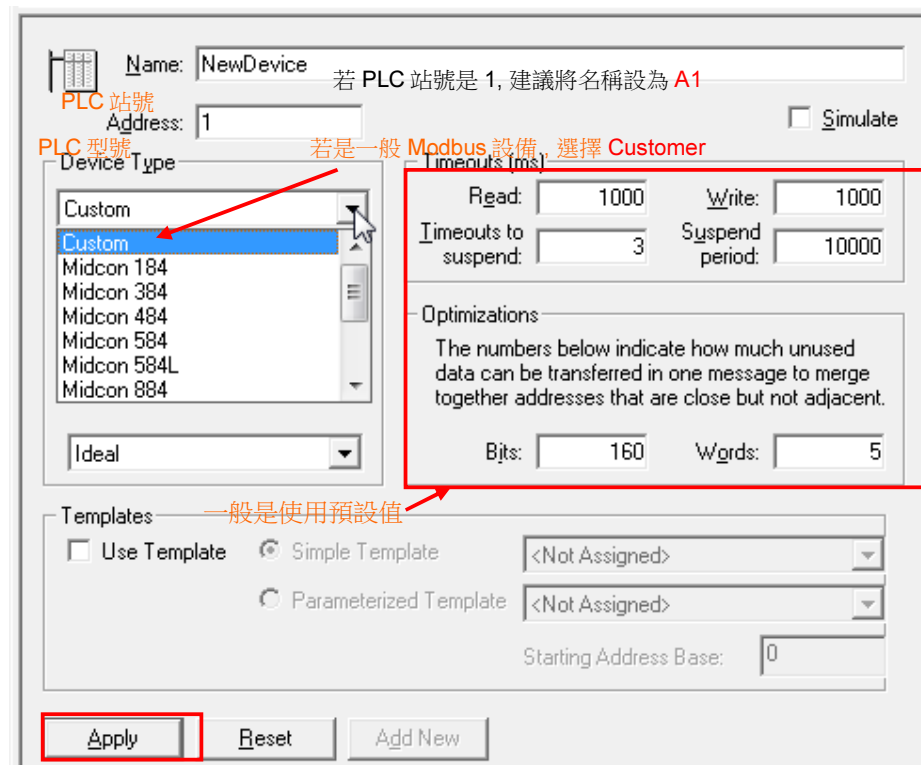 Name: NewDevice
若 PLC 站號是 1, 建議將名稱設為 A1
PLC 站號
Address: 1
Simulate
PLC 型號
若是一般 Modbus 設備, 選擇 Customer
Device Type
Custom
Custom
Midcon 184
Midcon 384
Midcon 484
Midcon 584
Midcon 584L
Midcon 884
Ideal
Timeouts (ms)
Read: 1000 Write: 1000
Timeouts to suspend: 3 Suspend period: 10000
Optimizations
The numbers below indicate how much unused
data can be transferred in one message to merge
together addresses that are close but not adjacent.
Bits: 160 Words: 5
一般是使用預設值
Templates
Use Template Simple Template <Not Assigned>
Parameterized Template <Not Assigned>
Starting Address Base: 0
Apply Reset Add New